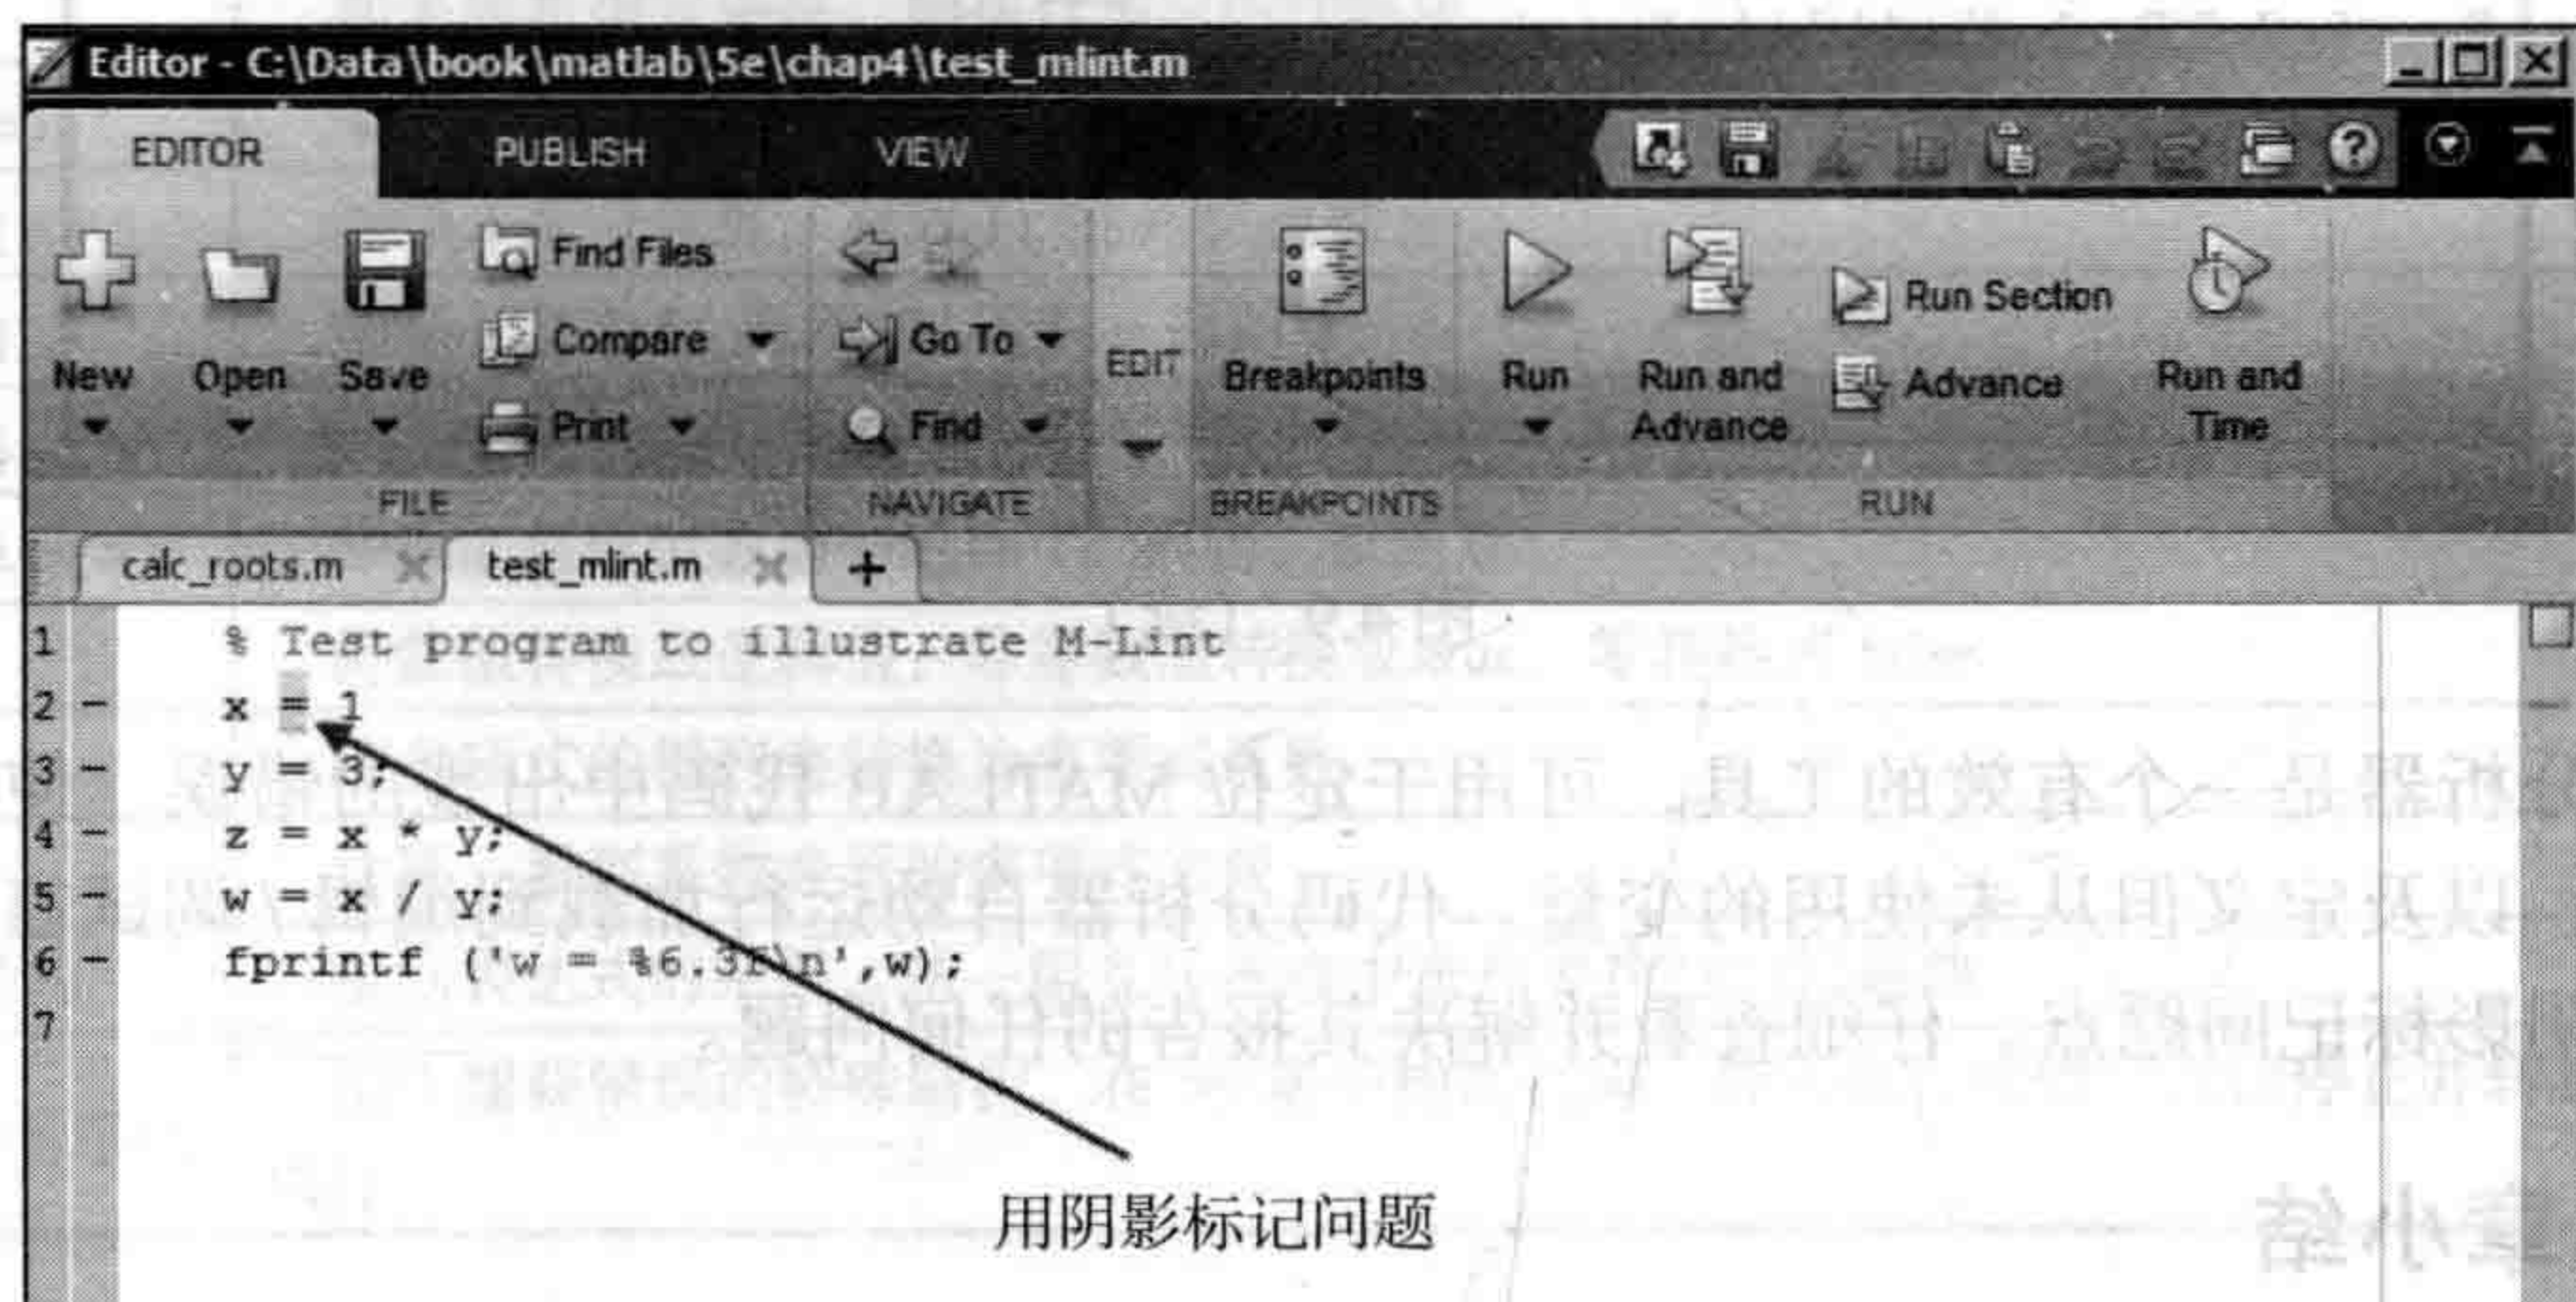 Editor - C:\Data\book\matlab\5e\chap4\test_mlint.m
EDITOR PUBLISH VIEW
New Open Save
Find Files
Compare
Print
Go To
Find
EDIT
Breakpoints
Run
Run and Advance
Run Section
Advance
Run and Time
FILE NAVIGATE BREAKPOINTS RUN
calc_roots.m test_mlint.m +
1 % Test program to illustrate M-Lint
2 - x = 1
3 - y = 3;
4 - z = x * y;
5 - w = x / y;
6 - fprintf ('w = %6.3f\n',w);
7
用阴影标记问题